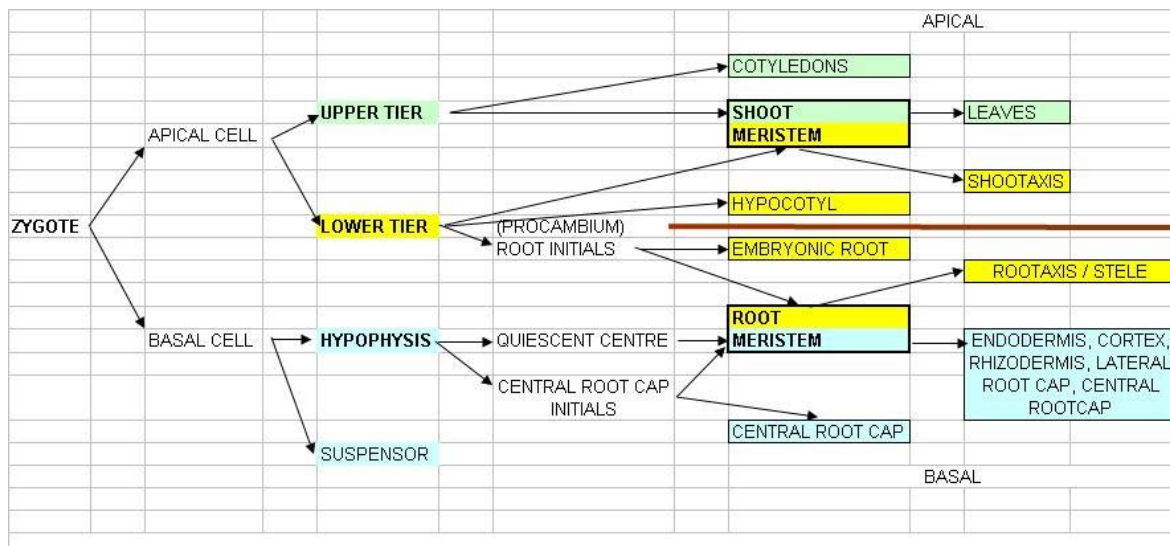 APICAL
COTYLEDONS
UPPER TIER
SHOOT
MERISTEM
LEAVES
APICAL CELL
SHOOTAXIS
HYPOCOTYL
ZYGOTE
LOWER TIER
(PROCAMBIUM)
ROOT INITIALS
EMBRYONIC ROOT
ROOTAXIS / STELE
ROOT
MERISTEM
BASAL CELL
HYPOPHYSIS
QUIESCENT CENTRE
ENDODERMIS, CORTEX,
RHIZODERMIS, LATERAL
ROOT CAP, CENTRAL
ROOTCAP
CENTRAL ROOT CAP
INITIALS
CENTRAL ROOT CAP
SUSPENSOR
BASAL